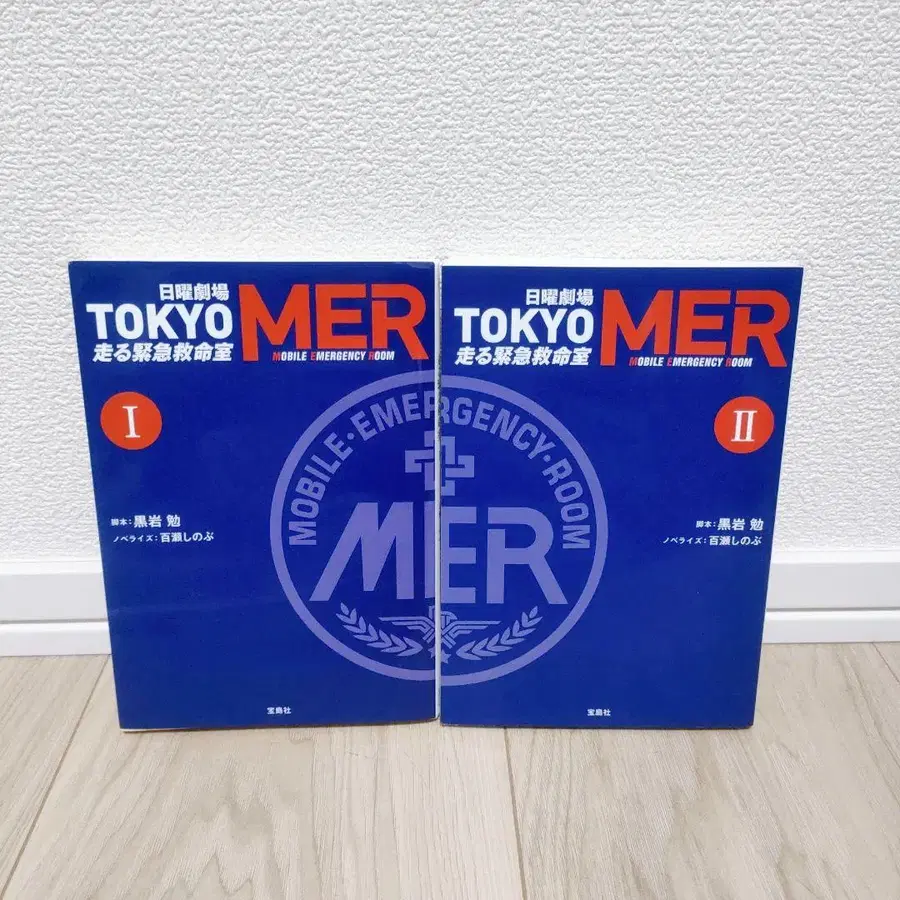 日曜劇場
TOKYO MER
走る緊急救命室
MOBILE EMERGENCY ROOM
I
脚本:黒岩 勉
ノベライズ:百瀬しのぶ
宝島社
日曜劇場
TOKYO MER
走る緊急救命室
MOBILE EMERGENCY ROOM
II
脚本:黒岩 勉
ノベライズ:百瀬しのぶ
宝島社
MOBILE・EMERGENCY・ROOM
MER